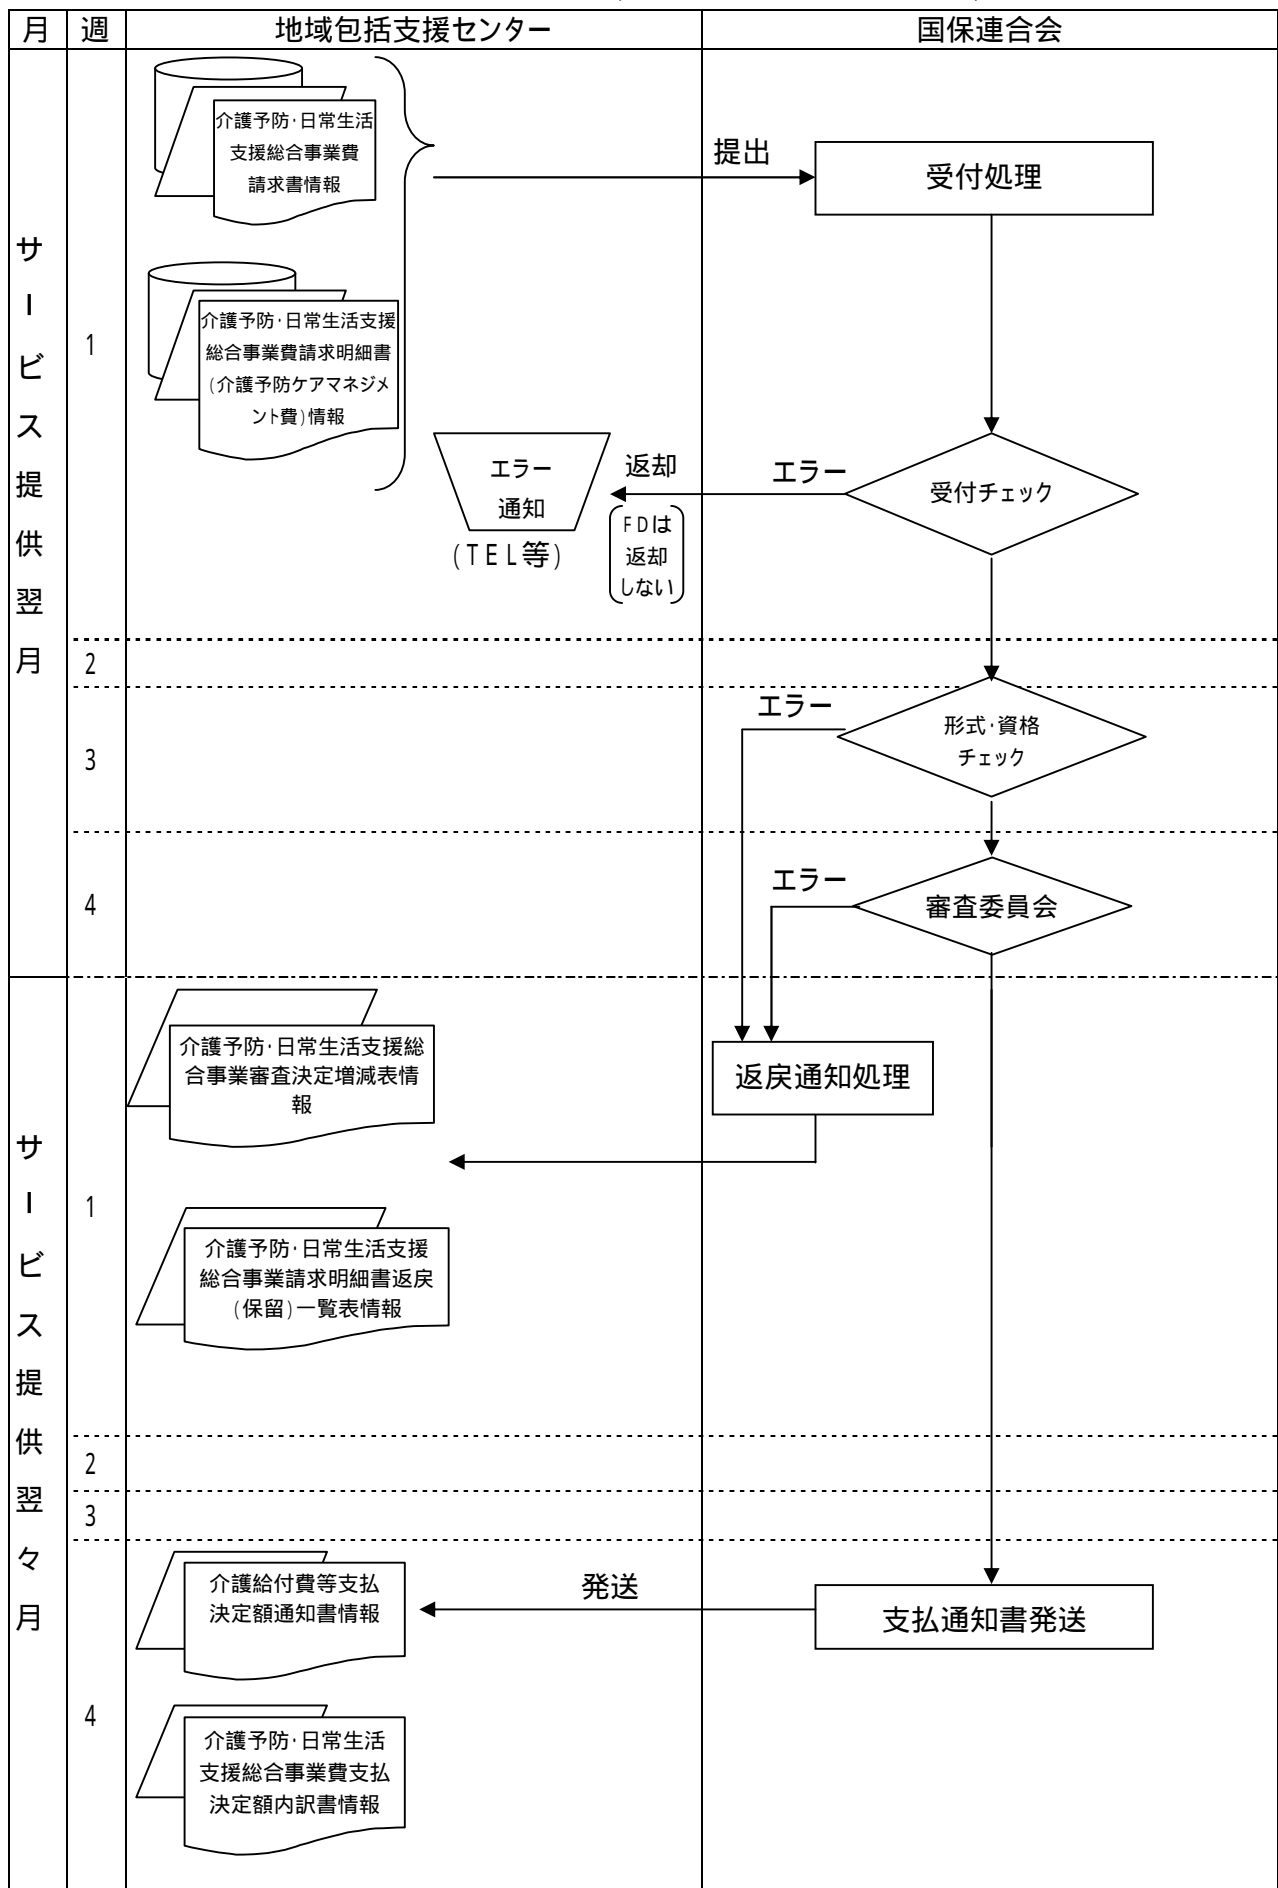 月 週 地域包括支援センター 国保連合会
サービス提供翌月
1
介護予防・日常生活
支援総合事業費
請求書情報
提出
受付処理
介護予防・日常生活支援
総合事業費請求明細書
(介護予防ケアマネジメ
ント費)情報
エラー
通知
(TEL等)
返却
FDは
返却
しない
エラー
受付チェック
2
3
エラー
形式・資格
チェック
4
エラー
審査委員会
サービス提供翌々月
1
介護予防・日常生活支援総
合事業審査決定増減表情
報
返戻通知処理
介護予防・日常生活支援
総合事業請求明細書返戻
(保留)一覧表情報
2
3
4
介護給付費等支払
決定額通知書情報
発送
支払通知書発送
介護予防・日常生活
支援総合事業費支払
決定額内訳書情報